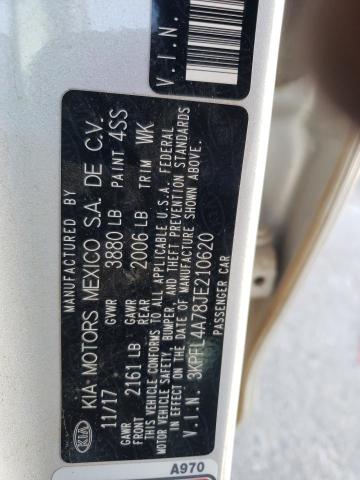 V.I.N.
MANUFACTURED BY
KIA KIA MOTORS MEXICO S.A. DE C.V.
11/17 GVWR 3880 LB PAINT 4SS
GAWR FRONT 2161 LB GAWR REAR 2006 LB TRIM WK
THIS VEHICLE CONFORMS TO ALL APPLICABLE U.S.A. FEDERAL
MOTOR VEHICLE SAFETY, BUMPER, AND THEFT PREVENTION STANDARDS
IN EFFECT ON THE DATE OF MANUFACTURE SHOWN ABOVE.
V.I.N. 3KPFL4A78JE210620
PASSENGER CAR
A970